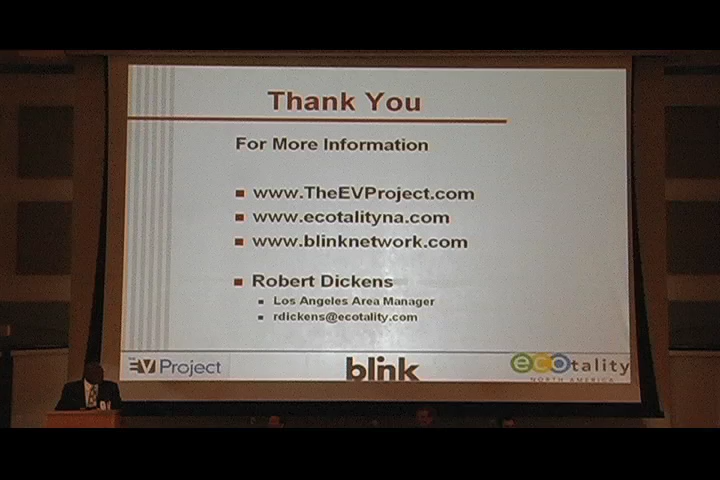 Thank You
For More Information
www.TheEVProject.com
www.ecotalityna.com
www.blinknetwork.com
Robert Dickens
Los Angeles Area Manager
rdickens@ecotality.com
THE EV Project
blink
ecotality
NORTH AMERICA